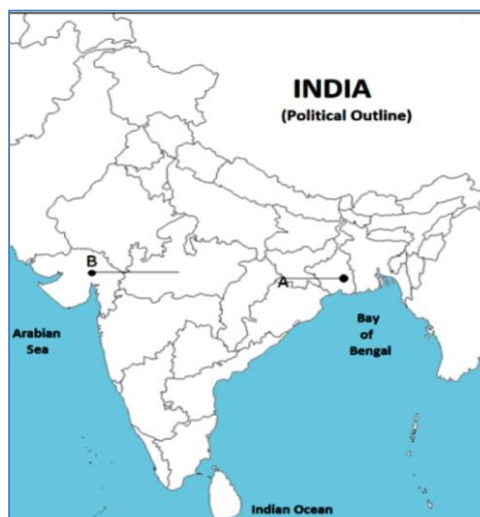 INDIA
(Political Outline)
B
A
Arabian
Sea
Bay
of
Bengal
Indian Ocean